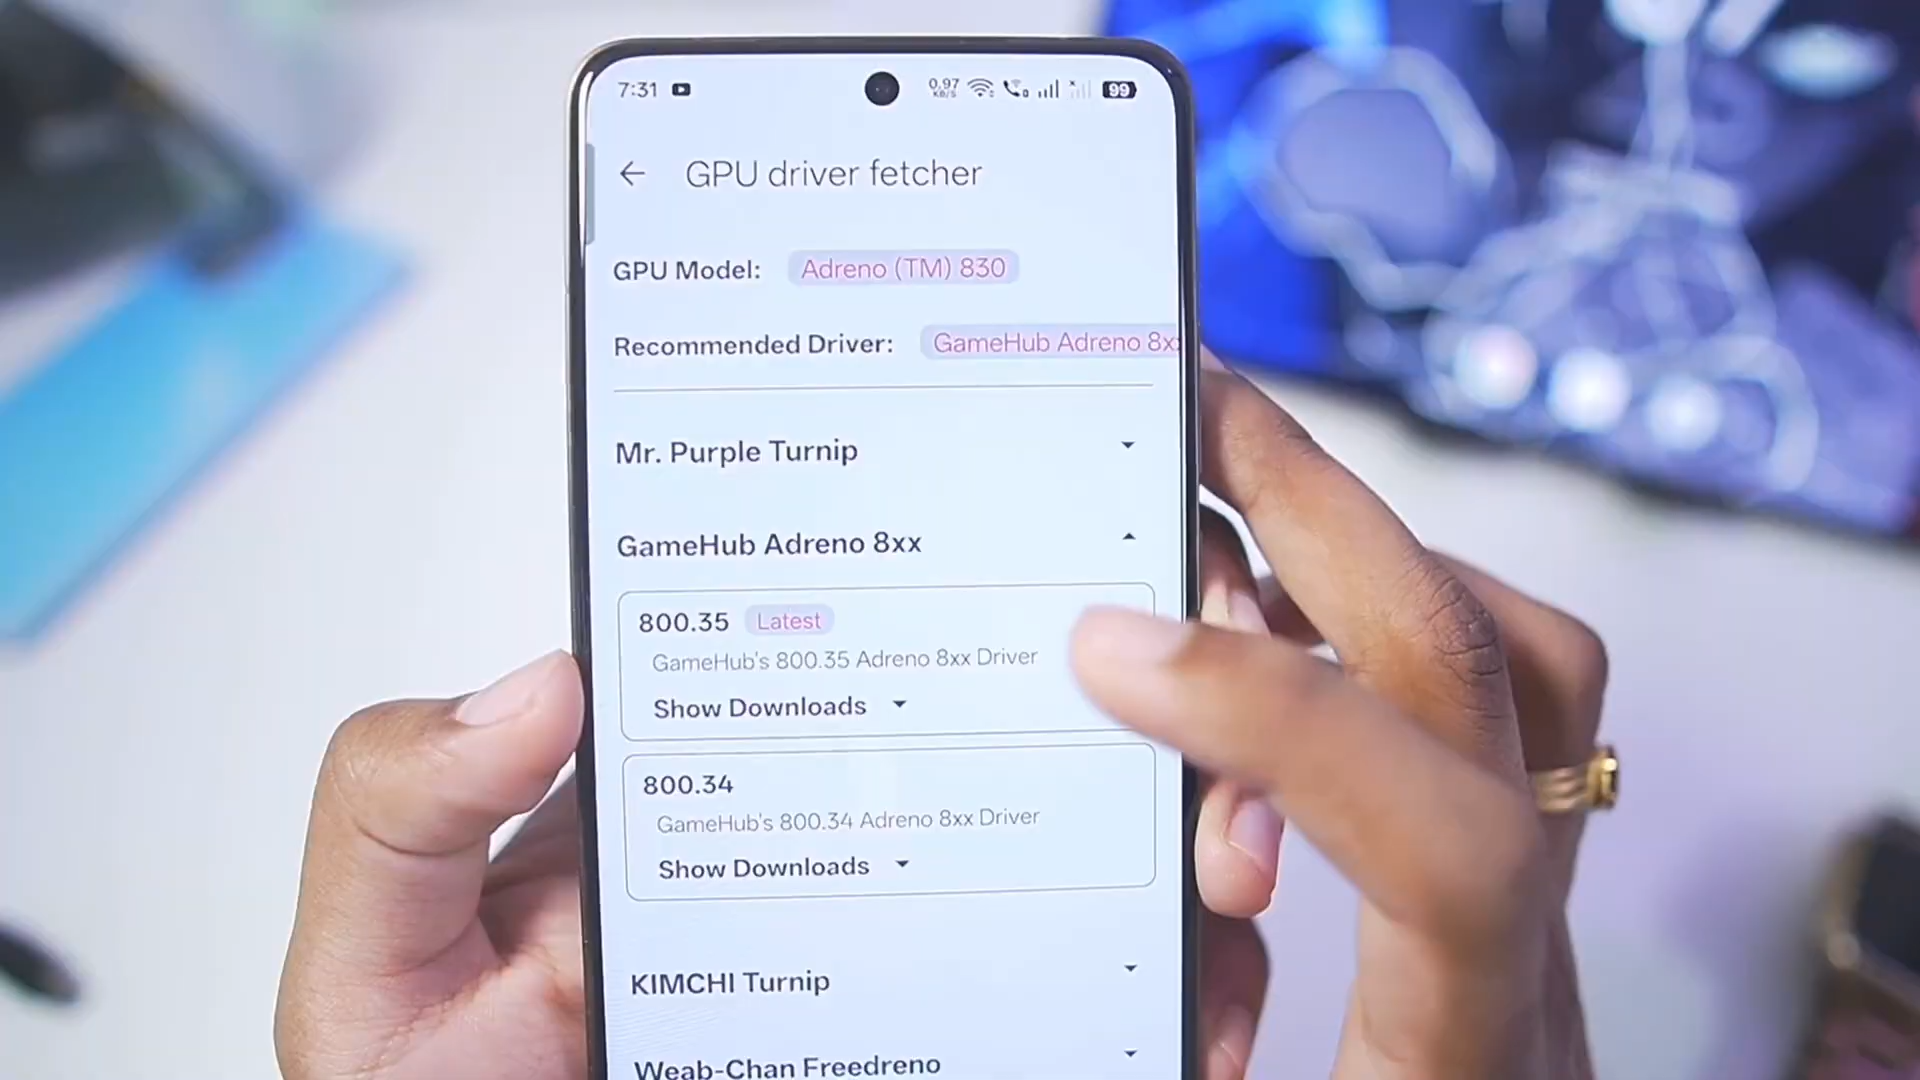 7:31 0.97 KB/S 99
GPU driver fetcher
GPU Model: Adreno (TM) 830
Recommended Driver: GameHub Adreno 8x
Mr. Purple Turnip
GameHub Adreno 8xx
800.35 Latest
GameHub's 800.35 Adreno 8xx Driver
Show Downloads
800.34
GameHub's 800.34 Adreno 8xx Driver
Show Downloads
KIMCHI Turnip
Weab-Chan Freedreno